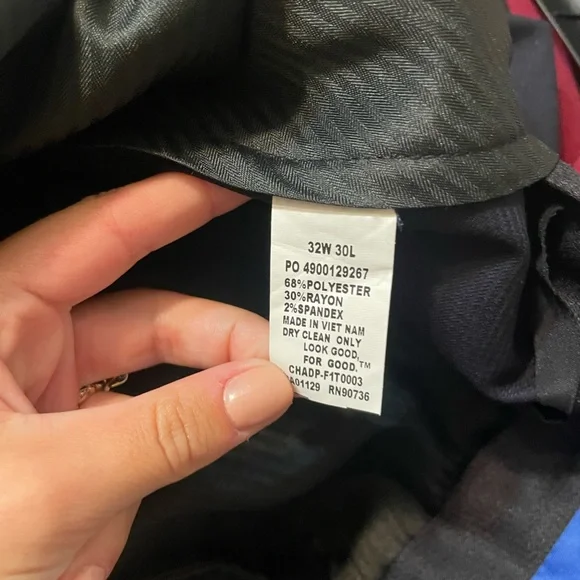 32W 30L
PO 4900129267
68%POLYESTER
30%RAYON
2%SPANDEX
MADE IN VIET NAM
DRY CLEAN ONLY
LOOK GOOD,
FOR GOOD.™
CHADP-F1T0003
A01129 RN90736